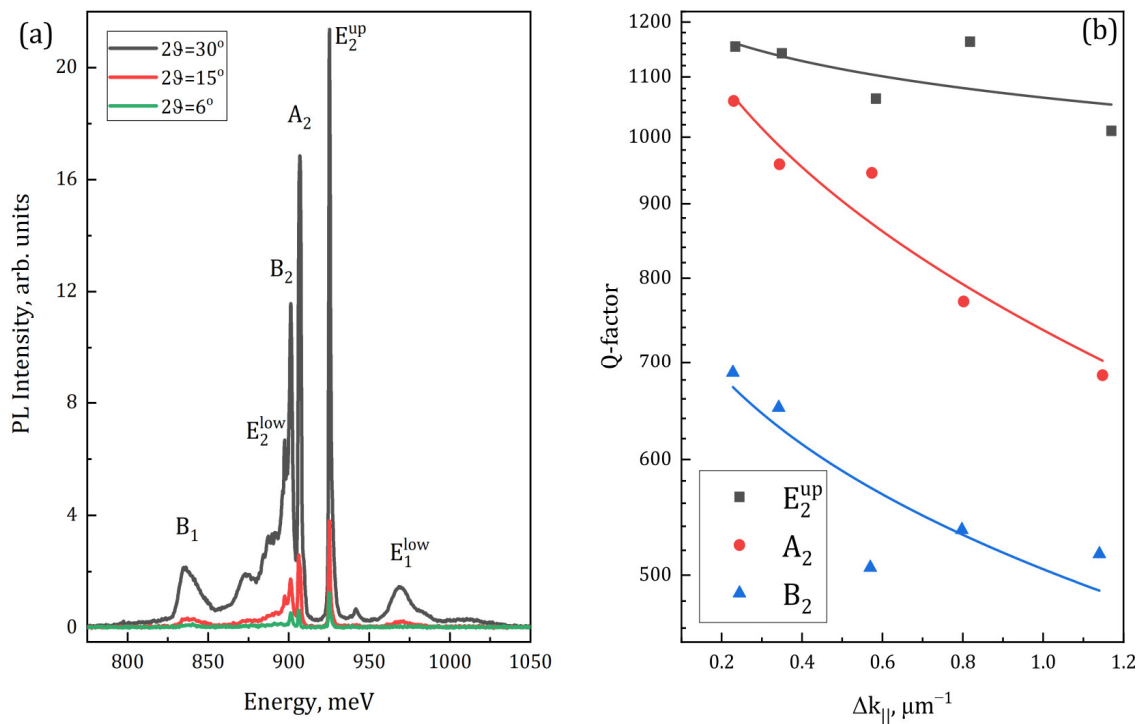 (a)
2ϑ=30°
2ϑ=15°
2ϑ=6°
E₂ᵘᵖ
A₂
B₂
E₂ˡᵒʷ
B₁
E₁ˡᵒʷ
20
16
12
8
4
0
PL Intensity, arb. units
800 850 900 950 1000 1050
Energy, meV
(b)
1200
1100
1000
900
800
700
600
500
Q-factor
E₂ᵘᵖ
A₂
B₂
0.2 0.4 0.6 0.8 1.0 1.2
Δk||, μm⁻¹